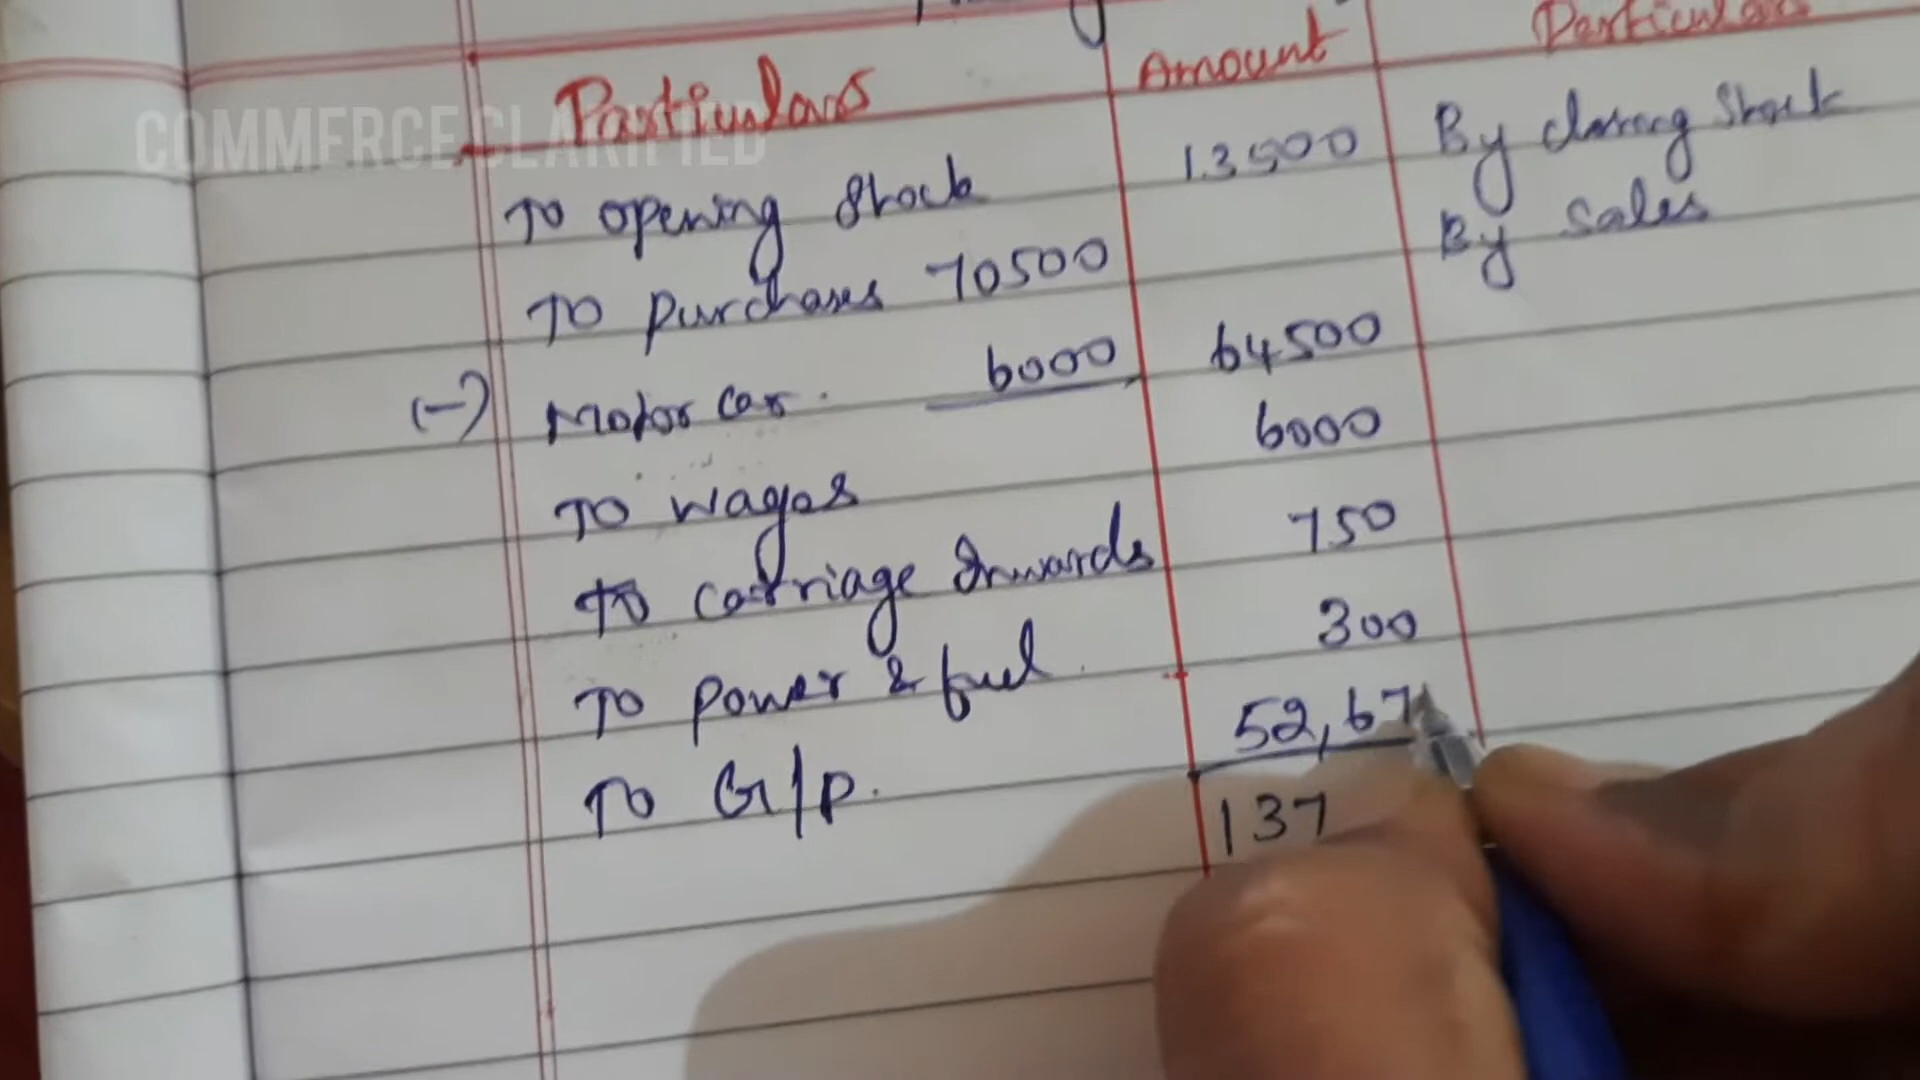 Particulars Amount Particulars
COMMERCE CLARIFIED
To opening Stock 13500 By closing Stock
To purchases 70500 By Sales
(-) Motor car. 6000 64500
To wages 6000
To carriage Inwards 750
To power & fuel 300
To G/P. 52,67
137